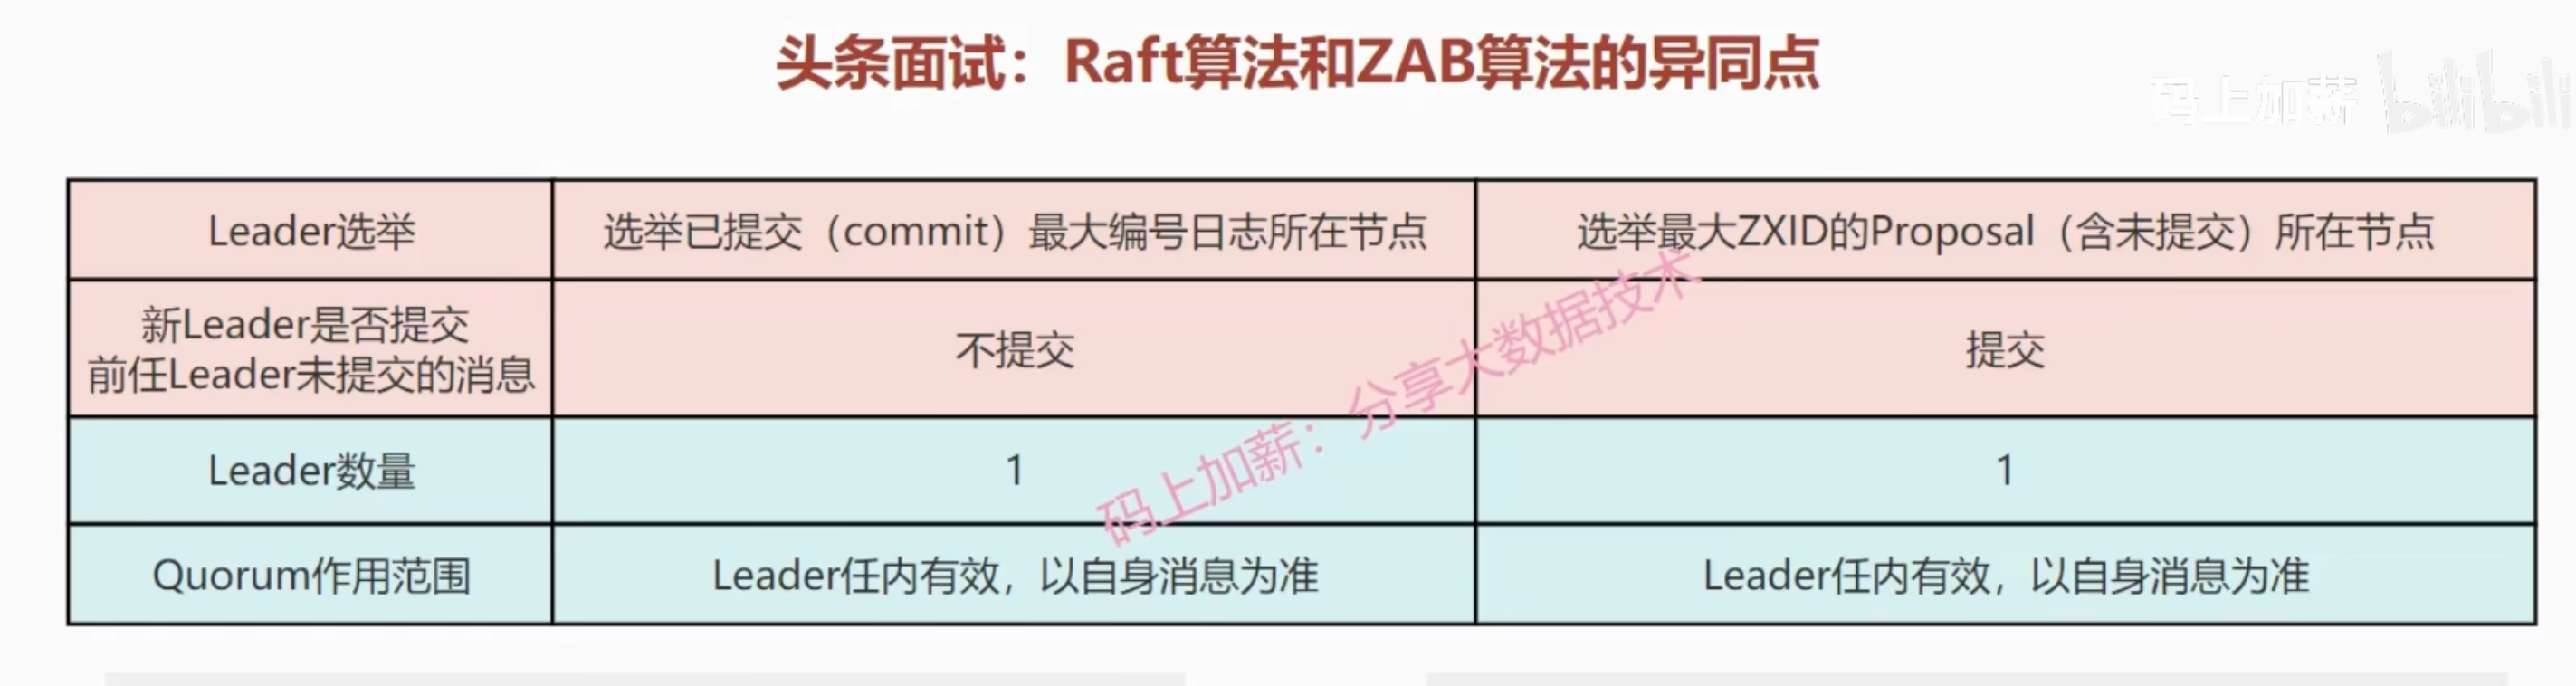 头条面试：Raft算法和ZAB算法的异同点
码上加薪 bilibili
Leader选举 选举已提交（commit）最大编号日志所在节点 选举最大ZXID的Proposal（含未提交）所在节点
新Leader是否提交
前任Leader未提交的消息 不提交 提交
Leader数量 1 1
Quorum作用范围 Leader任内有效，以自身消息为准 Leader任内有效，以自身消息为准
码上加薪：分享大数据技术